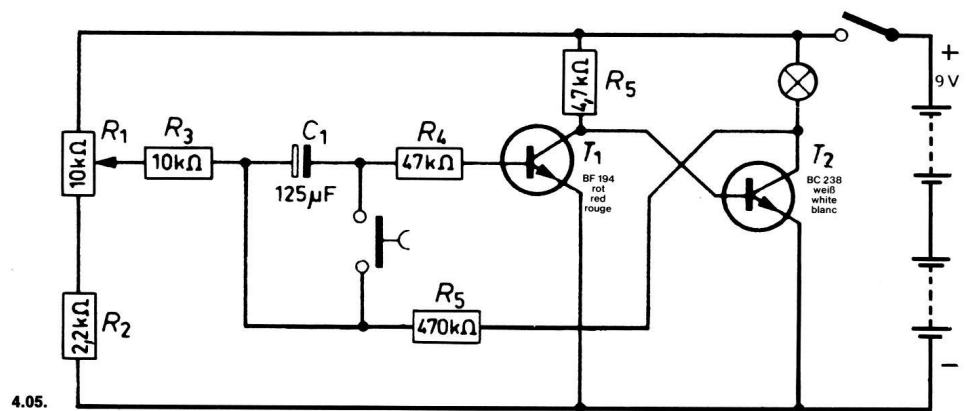 +
9 V
R5
4,7kΩ
R1
10kΩ
R3
10kΩ
C1
125µF
R4
47kΩ
T1
BF 194
rot
red
rouge
T2
BC 238
weiß
white
blanc
R5
470kΩ
R2
2,2kΩ
−
4.05.